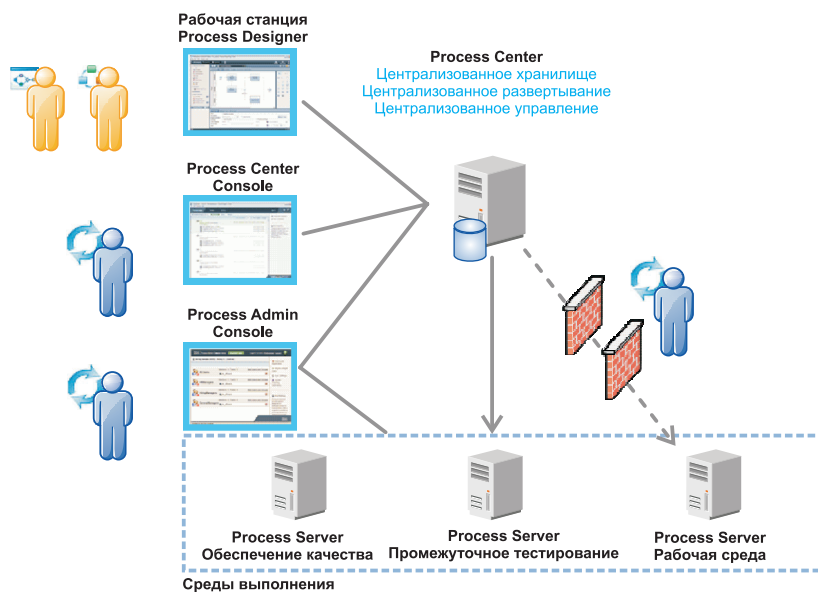 Рабочая станция
Process Designer
Process Center
Централизованное хранилище
Централизованное развертывание
Централизованное управление
Process Center
Console
Process Admin
Console
Process Server
Обеспечение качества
Process Server
Промежуточное тестирование
Process Server
Рабочая среда
Среды выполнения